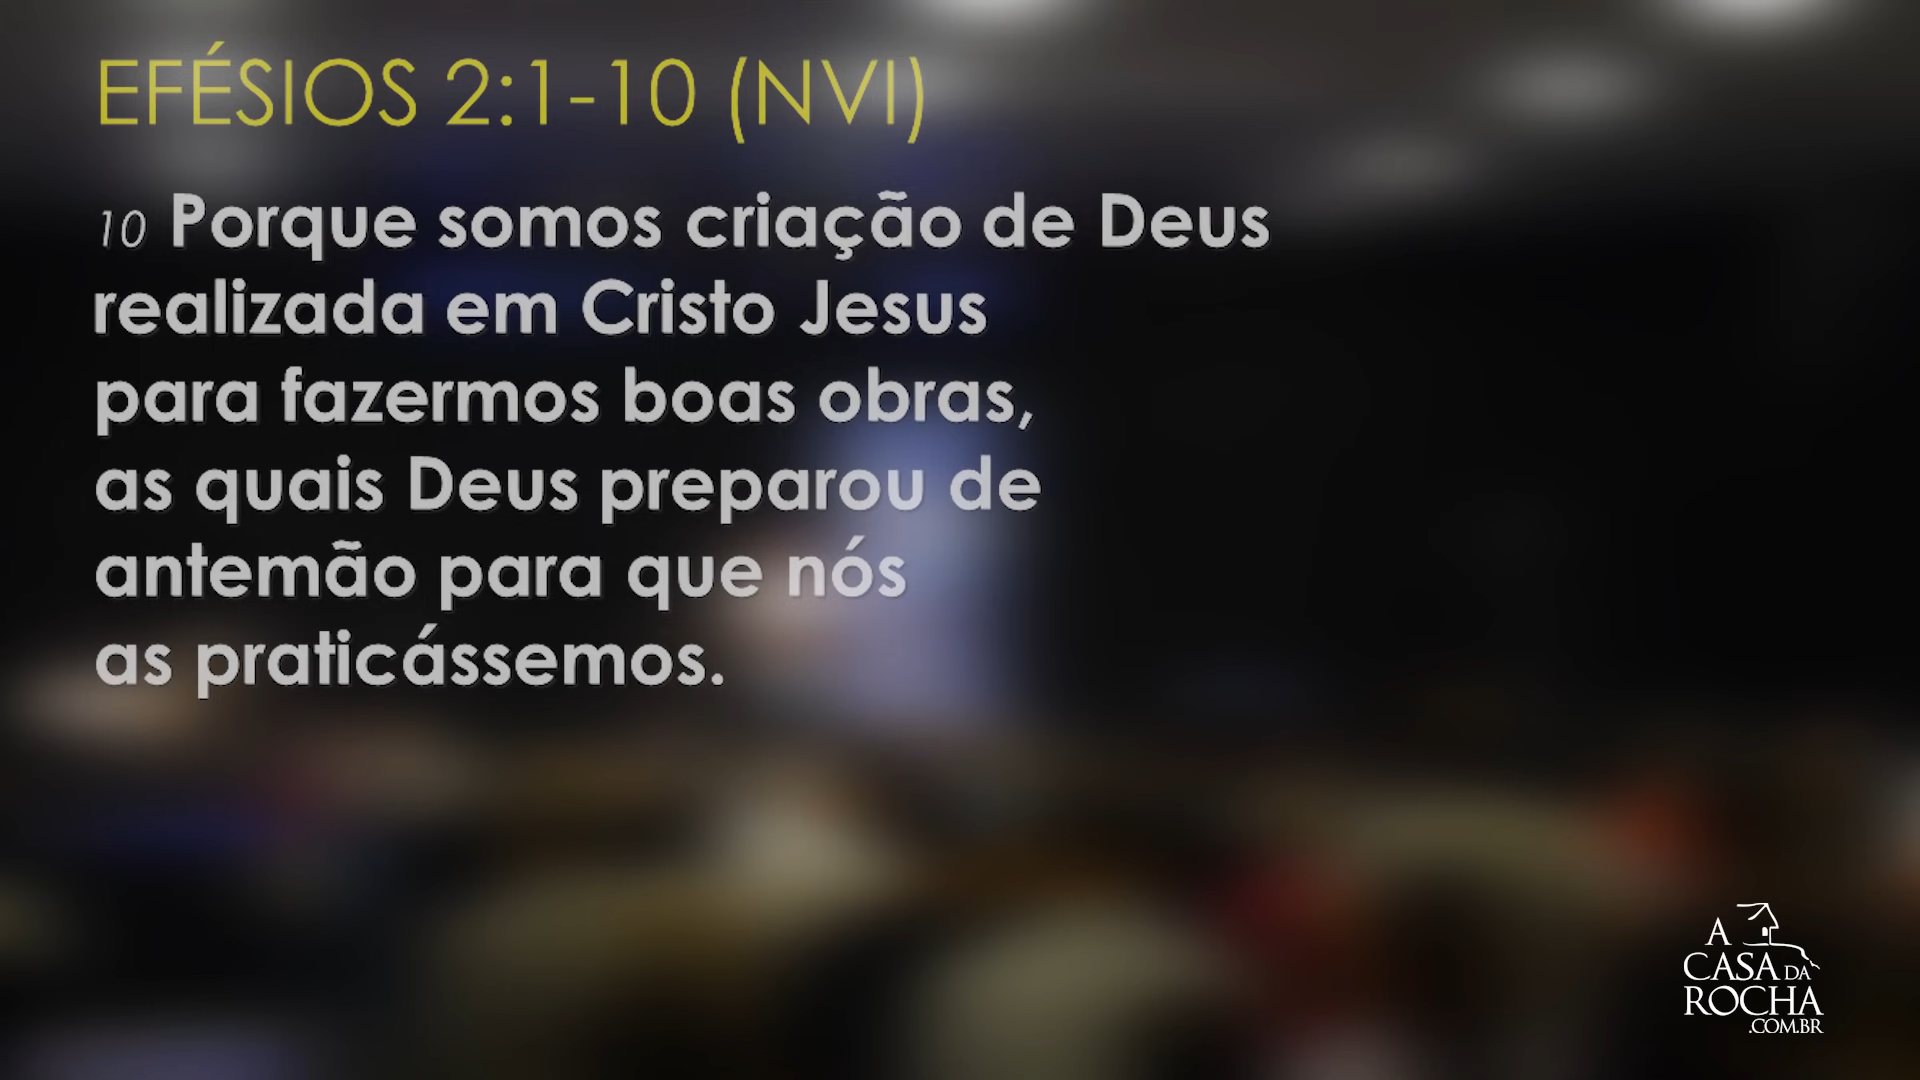 EFÉSIOS 2:1-10 (NVI)
10 Porque somos criação de Deus
realizada em Cristo Jesus
para fazermos boas obras,
as quais Deus preparou de
antemão para que nós
as praticássemos.
A
CASA DA
ROCHA
.COM.BR